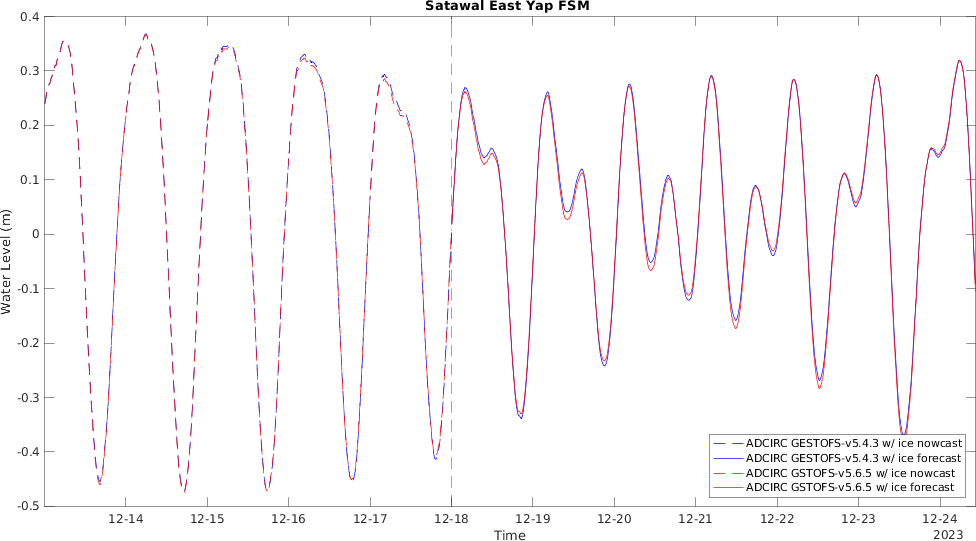 Satawal East Yap FSM
0.4
0.3
0.2
0.1
0
-0.1
-0.2
-0.3
-0.4
-0.5
Water Level (m)
ADCIRC GESTOFS-v5.4.3 w/ ice nowcast
ADCIRC GESTOFS-v5.4.3 w/ ice forecast
ADCIRC GSTOFS-v5.6.5 w/ ice nowcast
ADCIRC GSTOFS-v5.6.5 w/ ice forecast
12-14 12-15 12-16 12-17 12-18 12-19 12-20 12-21 12-22 12-23 12-24
Time 2023